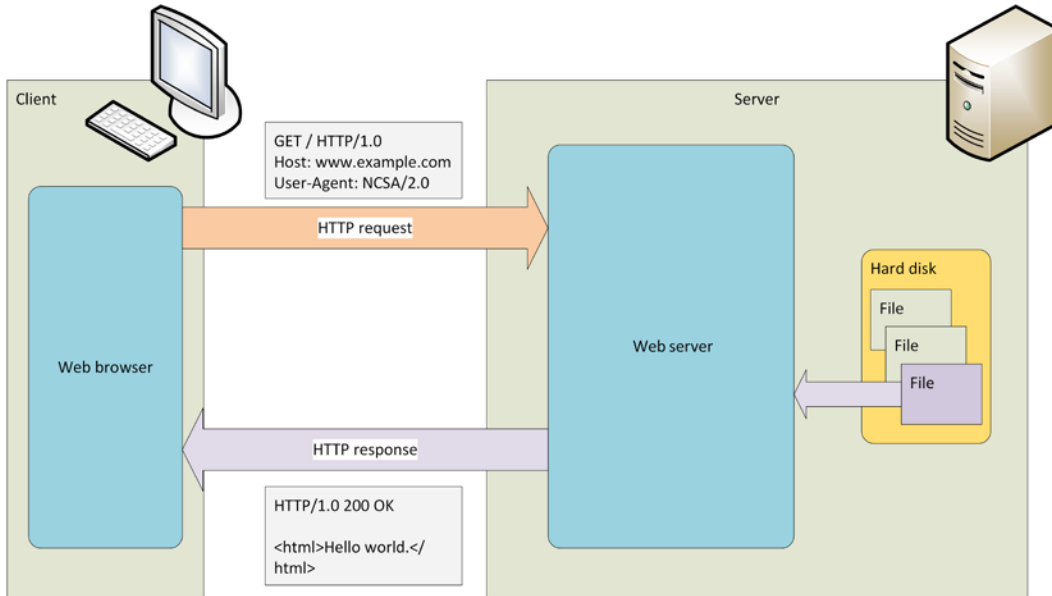 Client
Server
GET / HTTP/1.0
Host: www.example.com
User-Agent: NCSA/2.0
HTTP request
Hard disk
File
File
File
Web browser
Web server
HTTP response
HTTP/1.0 200 OK
<html>Hello world.</
html>